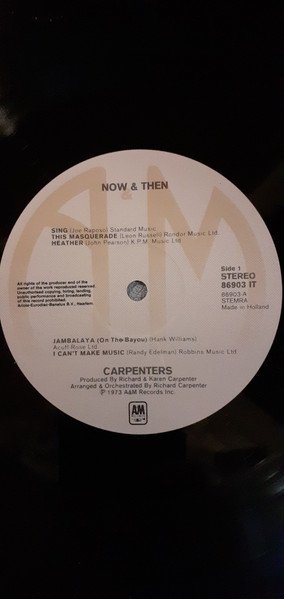 NOW & THEN
SING (Joe Raposo) Standard Music
THIS MASQUERADE (Leon Russell) Rondor Music Ltd.
HEATHER (John Pearson) K.P.M. Music Ltd
All rights of the producer and of the
owner of the work reproduced reserved
Unauthorised copying, hiring, lending,
public performance and broadcasting
of this record prohibited.
Ariola-Eurodisc-Benelux B.V., Haarlem.
Side 1
STEREO
86903 IT
86903-A
STEMRA
Made in Holland
JAMBALAYA (On The Bayou) (Hank Williams)
Acuff-Rose Ltd.
I CAN'T MAKE MUSIC (Randy Edelman) Robbins Music Ltd.
CARPENTERS
Produced By Richard & Karen Carpenter
Arranged & Orchestrated By Richard Carpenter
℗ 1973 A&M Records Inc.
A&M
RECORDS